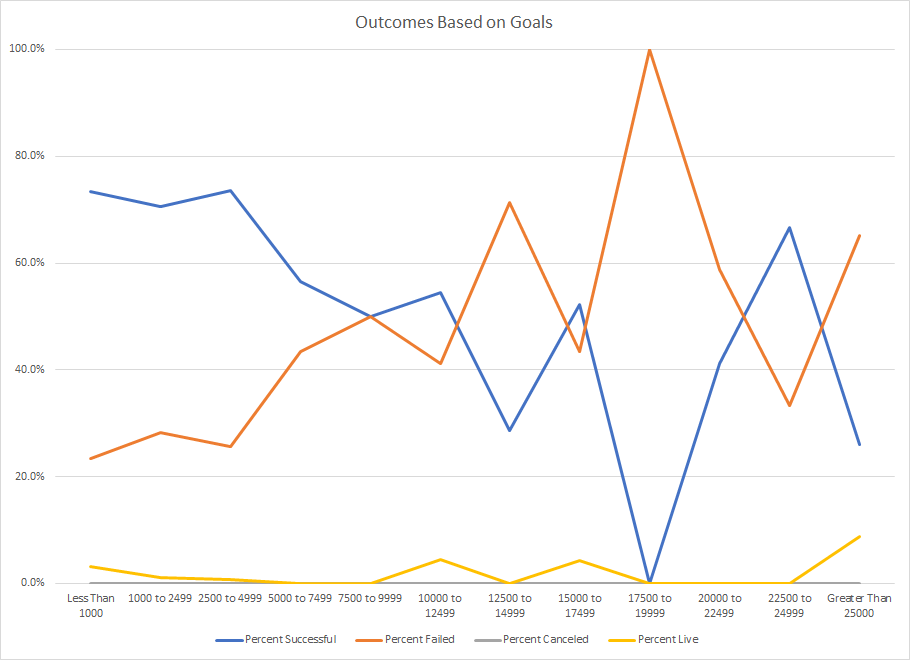 Outcomes Based on Goals
100.0%
80.0%
60.0%
40.0%
20.0%
0.0%
Less Than
1000
1000 to 2499
2500 to 4999
5000 to 7499
7500 to 9999
10000 to
12499
12500 to
14999
15000 to
17499
17500 to
19999
20000 to
22499
22500 to
24999
Greater Than
25000
Percent Successful
Percent Failed
Percent Canceled
Percent Live